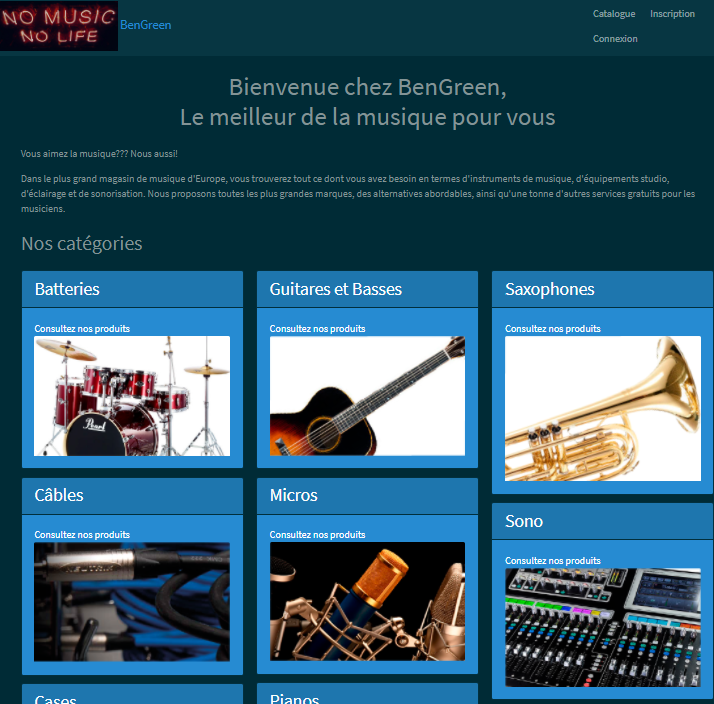 NO MUSIC
NO LIFE
BenGreen
Catalogue Inscription
Connexion
Bienvenue chez BenGreen,
Le meilleur de la musique pour vous
Vous aimez la musique??? Nous aussi!
Dans le plus grand magasin de musique d'Europe, vous trouverez tout ce dont vous avez besoin en termes d'instruments de musique, d'équipements studio,
d'éclairage et de sonorisation. Nous proposons toutes les plus grandes marques, des alternatives abordables, ainsi qu'une tonne d'autres services gratuits pour les
musiciens.
Nos catégories
Batteries
Consultez nos produits
Pearl
Guitares et Basses
Consultez nos produits
Saxophones
Consultez nos produits
Câbles
Consultez nos produits
NEUTRIK
Micros
Consultez nos produits
Sono
Consultez nos produits
Cases
Pianos